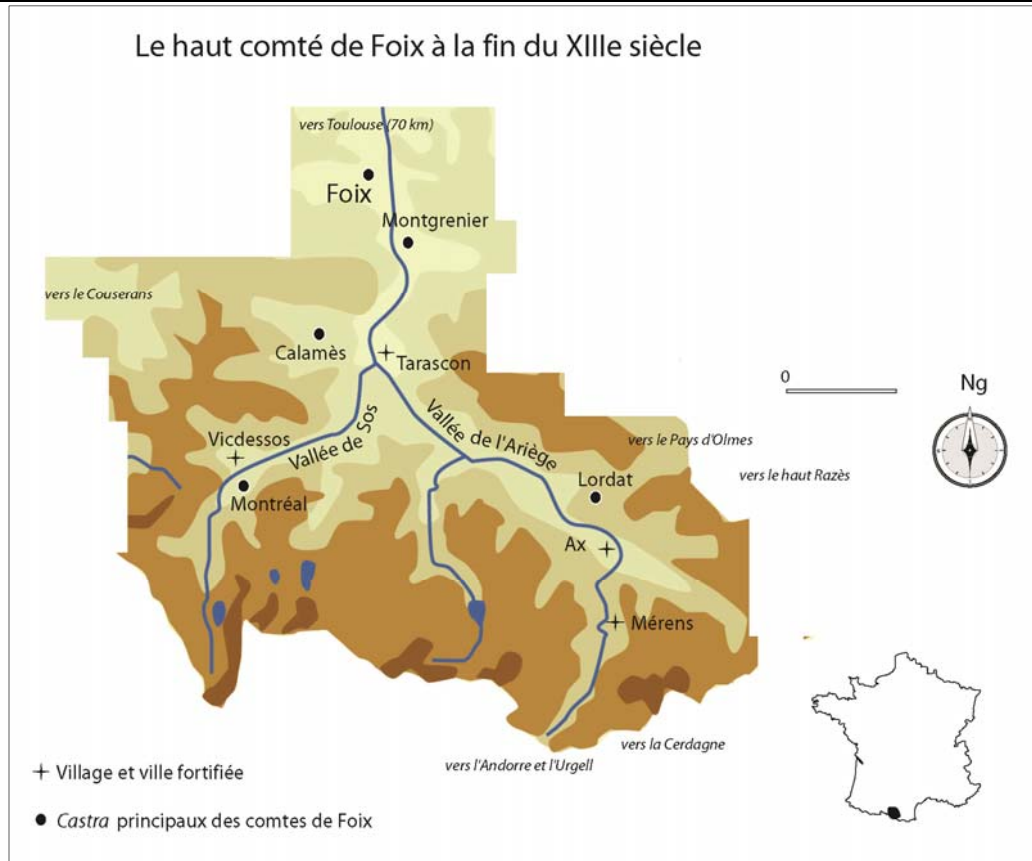 Le haut comté de Foix à la fin du XIIIe siècle
vers Toulouse (70 km)
Foix
Montgrenier
vers le Couserans
Calamès
Tarascon
0
Ng
Vallée de Sos
Vallée de l'Ariège
Vicdessos
vers le Pays d'Olmes
vers le haut Razès
Lordat
Montréal
Ax
Mérens
vers la Cerdagne
vers l'Andorre et l'Urgell
Village et ville fortifiée
Castra principaux des comtes de Foix